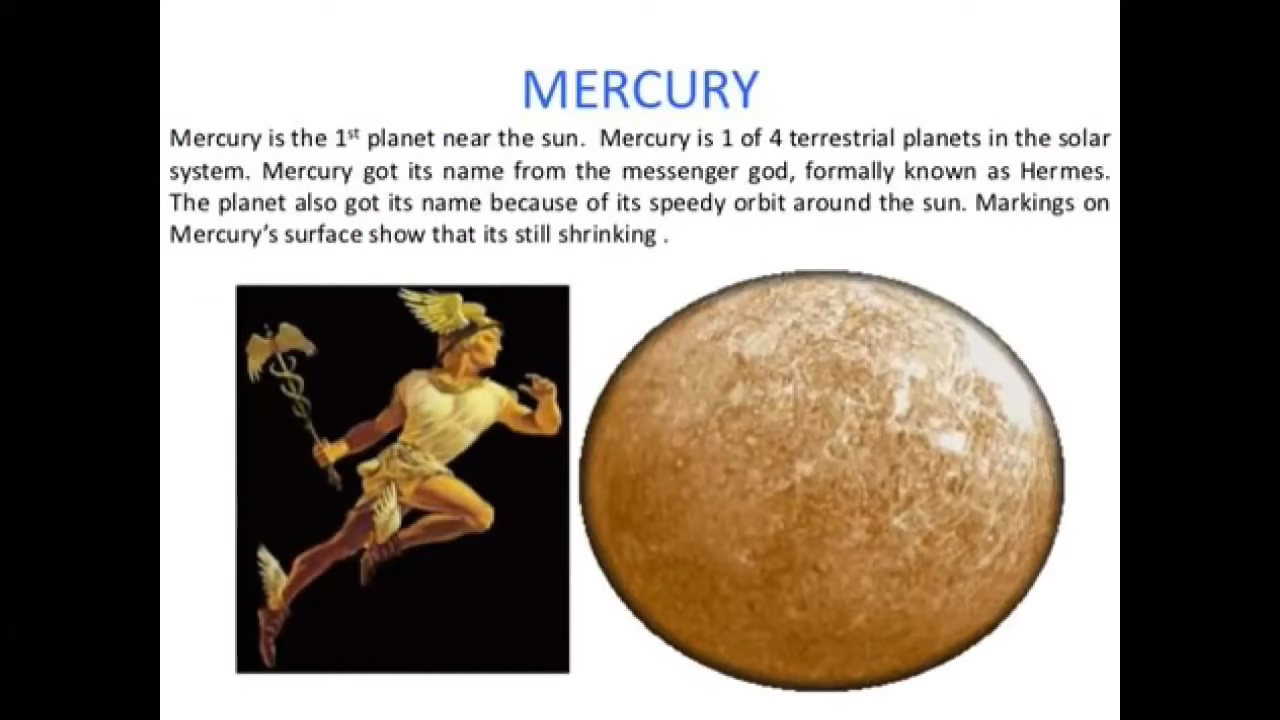 MERCURY
Mercury is the 1st planet near the sun. Mercury is 1 of 4 terrestrial planets in the solar
system. Mercury got its name from the messenger god, formally known as Hermes.
The planet also got its name because of its speedy orbit around the sun. Markings on
Mercury's surface show that its still shrinking .